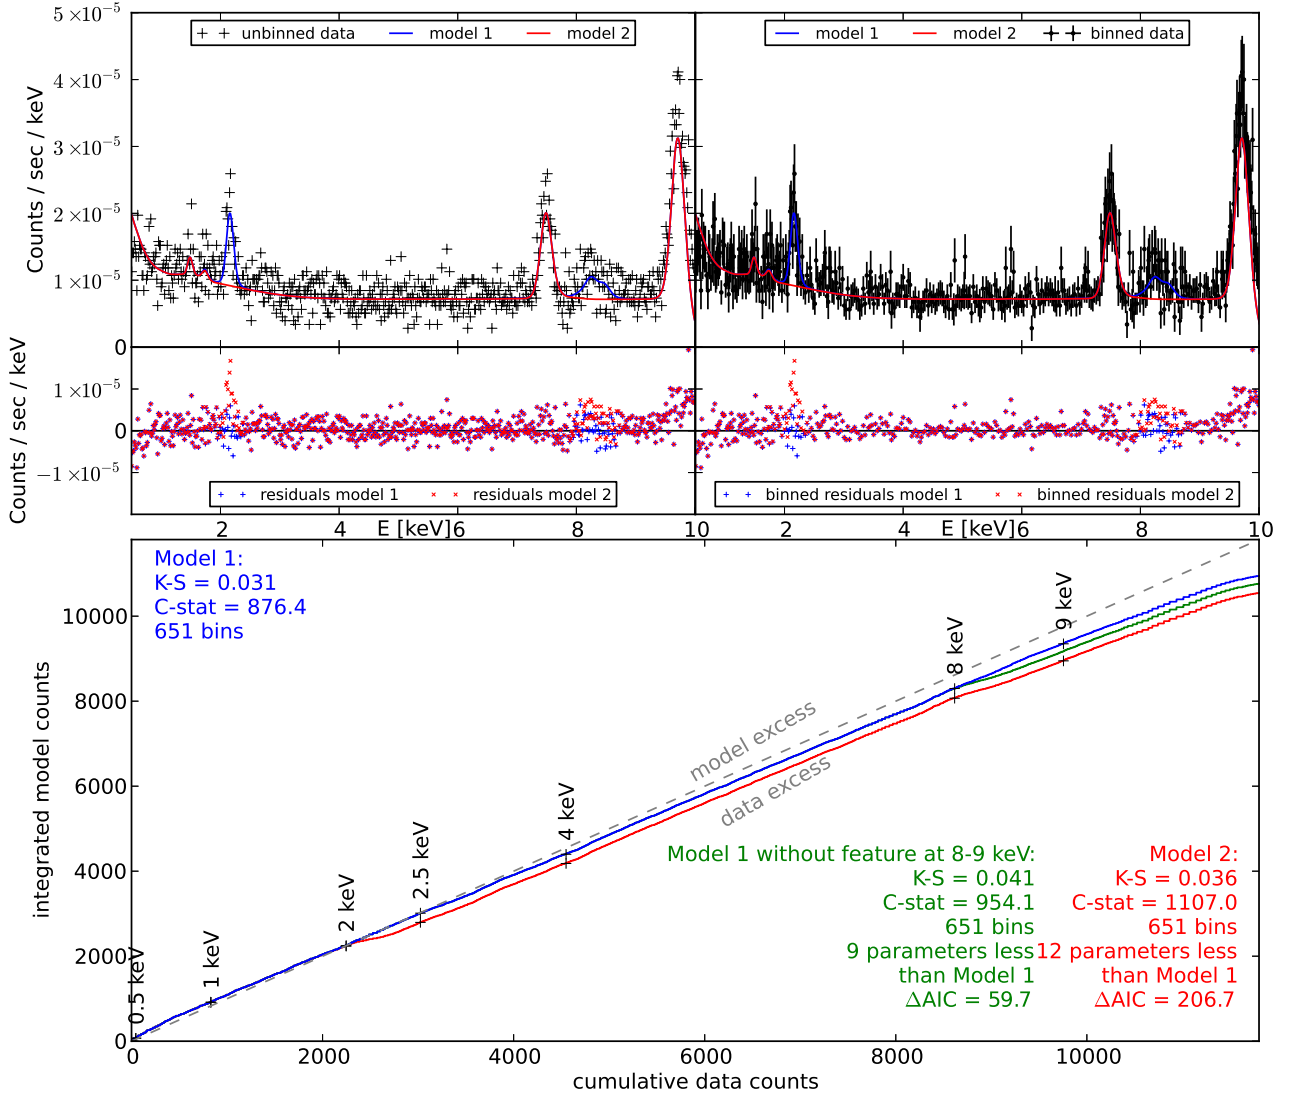 5 × 10⁻⁵
4 × 10⁻⁵
3 × 10⁻⁵
2 × 10⁻⁵
1 × 10⁻⁵
0
Counts / sec / keV
unbinned data
model 1
model 2
model 1
model 2
binned data
1 × 10⁻⁵
0
−1 × 10⁻⁵
Counts / sec / keV
residuals model 1
residuals model 2
binned residuals model 1
binned residuals model 2
2
4
E [keV]
6
8
10
2
4
E [keV]
6
8
10
Model 1:
K-S = 0.031
C-stat = 876.4
651 bins
10000
8000
6000
4000
2000
0
integrated model counts
0.5 keV
1 keV
2 keV
2.5 keV
4 keV
8 keV
9 keV
model excess
data excess
Model 1 without feature at 8-9 keV:
K-S = 0.041
C-stat = 954.1
651 bins
9 parameters less
than Model 1
ΔAIC = 59.7
Model 2:
K-S = 0.036
C-stat = 1107.0
651 bins
12 parameters less
than Model 1
ΔAIC = 206.7
0
2000
4000
6000
8000
10000
cumulative data counts